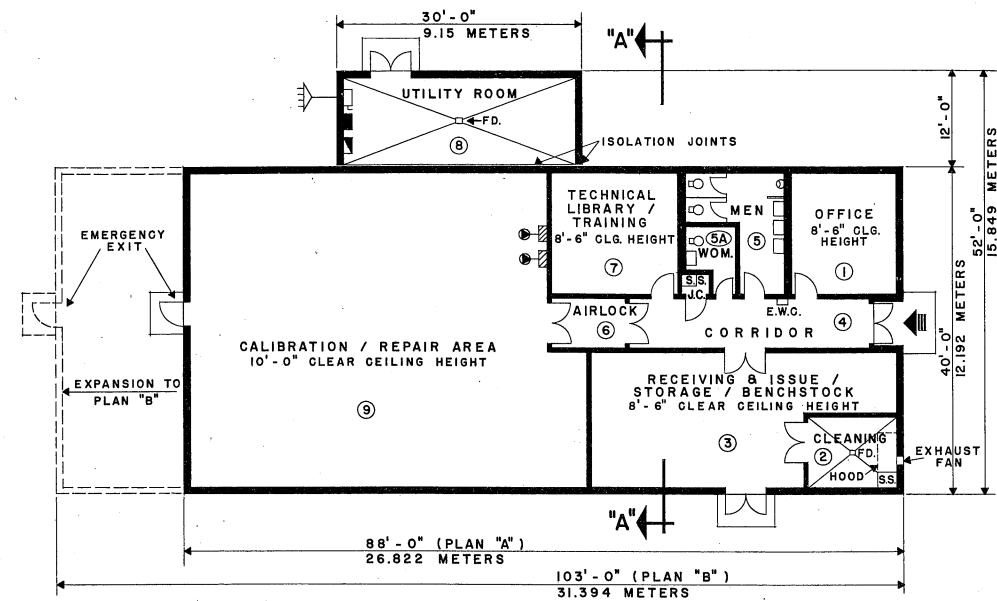 30'-0"
9.15 METERS
"A"
UTILITY ROOM
FD.
8
ISOLATION JOINTS
12'-0"
52'-0"
15.849 METERS
40'-0"
12.192 METERS
EMERGENCY
EXIT
TECHNICAL
LIBRARY /
TRAINING
8'-6" CLG. HEIGHT
7
MEN
5
5A
WOM.
S.S.
J.C.
OFFICE
8'-6" CLG.
HEIGHT
1
E.W.C.
AIRLOCK
6
CORRIDOR
4
CALIBRATION / REPAIR AREA
10'-0" CLEAR CEILING HEIGHT
9
EXPANSION TO
PLAN "B"
RECEIVING & ISSUE /
STORAGE / BENCHSTOCK
8'-6" CLEAR CEILING HEIGHT
3
CLEANING
2
FD.
HOOD
S.S.
EXHAUST
FAN
"A"
88'-0" (PLAN "A")
26.822 METERS
103'-0" (PLAN "B")
31.394 METERS